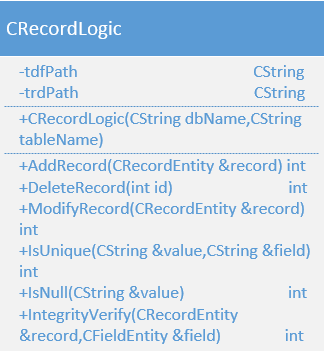 CRecordLogic
-tdfPath CString
-trdPath CString
+CRecordLogic(CString dbName,CString
tableName)
+AddRecord(CRecordEntity &record) int
+DeleteRecord(int id) int
+ModifyRecord(CRecordEntity &record)
int
+IsUnique(CString &value,CString &field)
int
+IsNull(CString &value) int
+IntegrityVerify(CRecordEntity
&record,CFieldEntity &field) int